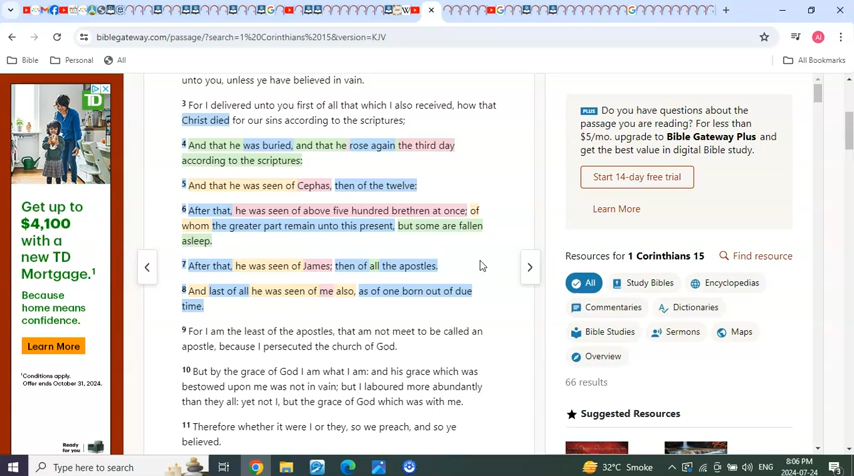 biblegateway.com/passage/?search=1%20Corinthians%2015&version=KJV
Bible
Personal
All
All Bookmarks
TD
Get up to
$4,100
with a
new TD
Mortgage.¹
Because
home means
confidence.
Learn More
¹Conditions apply.
Offer ends October 31, 2024.
Ready
for you
unto you, unless ye have believed in vain.
3 For I delivered unto you first of all that which I also received, how that
Christ died for our sins according to the scriptures;
4 And that he was buried, and that he rose again the third day
according to the scriptures:
5 And that he was seen of Cephas, then of the twelve:
6 After that, he was seen of above five hundred brethren at once; of
whom the greater part remain unto this present, but some are fallen
asleep.
7 After that, he was seen of James; then of all the apostles.
8 And last of all he was seen of me also, as of one born out of due
time.
9 For I am the least of the apostles, that am not meet to be called an
apostle, because I persecuted the church of God.
10 But by the grace of God I am what I am: and his grace which was
bestowed upon me was not in vain; but I laboured more abundantly
than they all: yet not I, but the grace of God which was with me.
11 Therefore whether it were I or they, so we preach, and so ye
believed.
PLUS Do you have questions about the
passage you are reading? For less than
$5/mo. upgrade to Bible Gateway Plus and
get the best value in digital Bible study.
Start 14-day free trial
Learn More
Resources for 1 Corinthians 15
Find resource
All
Study Bibles
Encyclopedias
Commentaries
Dictionaries
Bible Studies
Sermons
Maps
Overview
66 results
Suggested Resources
Type here to search
32°C Smoke
ENG
8:06 PM
2024-07-24